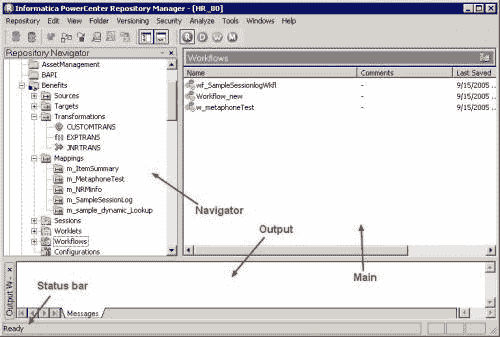 Informatica PowerCenter Repository Manager - [HR_80]
Repository Edit View Folder Versioning Security Analyze Tools Windows Help
R D W M
Repository Navigator
AssetManagement
BAPI
Benefits
Sources
Targets
Transformations
CUSTOMTRANS
EXPTRANS
JNRTRANS
Mappings
m_ItemSummary
m_MetaphoneTest
m_NRMinfo
m_SampleSessionLog
m_sample_dynamic_Lookup
Sessions
Worklets
Workflows
Configurations
Workflows
Name Comments Last Saved
wf_SampleSessionlogWkfl - 9/15/2005 ...
Workflow_new - 9/15/2005 ...
w_metaphoneTest - 9/15/2005 ...
Navigator
Output
Main
Status bar
Output W...
Messages
Ready